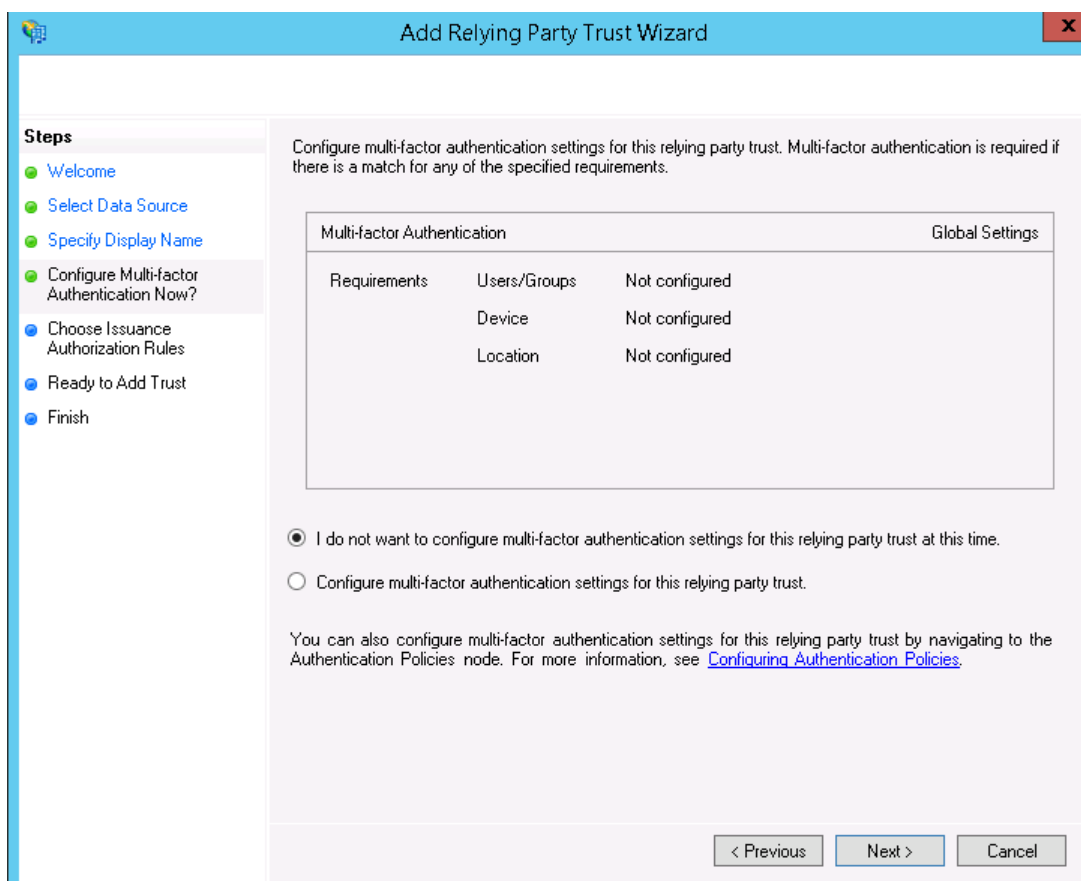 Add Relying Party Trust Wizard
x
Steps
Welcome
Select Data Source
Specify Display Name
Configure Multi-factor
Authentication Now?
Choose Issuance
Authorization Rules
Ready to Add Trust
Finish
Configure multi-factor authentication settings for this relying party trust. Multi-factor authentication is required if
there is a match for any of the specified requirements.
Multi-factor Authentication Global Settings
Requirements Users/Groups Not configured
Device Not configured
Location Not configured
I do not want to configure multi-factor authentication settings for this relying party trust at this time.
Configure multi-factor authentication settings for this relying party trust.
You can also configure multi-factor authentication settings for this relying party trust by navigating to the
Authentication Policies node. For more information, see Configuring Authentication Policies.
< Previous Next > Cancel